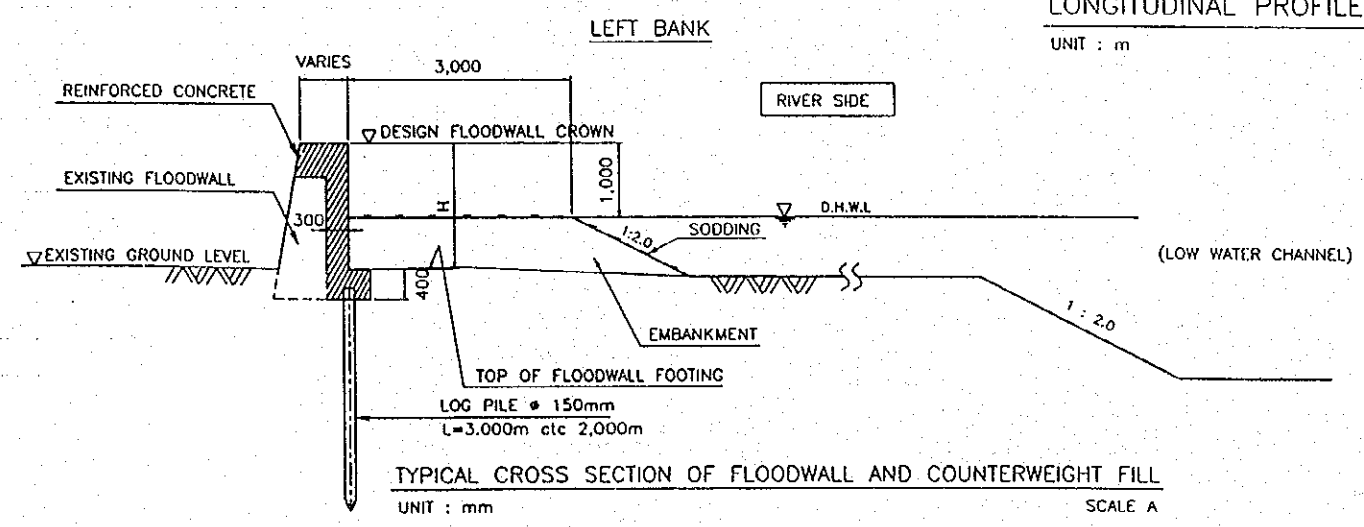 LONGITUDINAL PROFILE
UNIT : m
LEFT BANK
VARIES
3,000
REINFORCED CONCRETE
RIVER SIDE
DESIGN FLOODWALL CROWN
EXISTING FLOODWALL
1,000
H
300
D.H.W.L
1:2.0
SODDING
EXISTING GROUND LEVEL
(LOW WATER CHANNEL)
400
1 : 2.0
EMBANKMENT
TOP OF FLOODWALL FOOTING
LOG PILE ø 150mm
L=3.000m ctc 2,000m
TYPICAL CROSS SECTION OF FLOODWALL AND COUNTERWEIGHT FILL
UNIT : mm
SCALE A